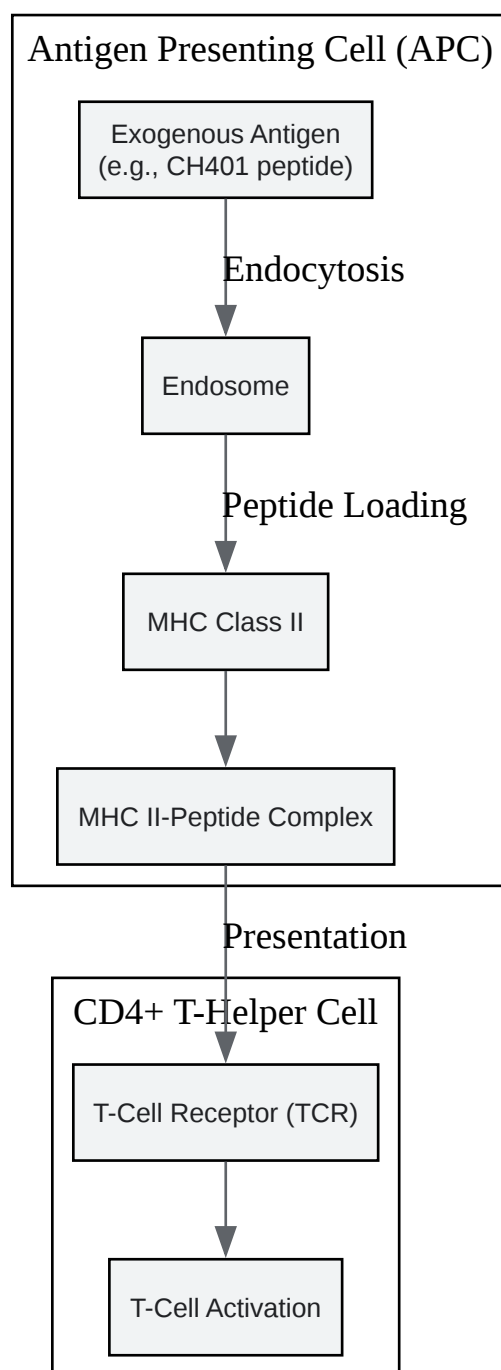 Antigen Presenting Cell (APC)
Exogenous Antigen
(e.g., CH401 peptide)
Endocytosis
Endosome
Peptide Loading
MHC Class II
MHC II-Peptide Complex
Presentation
CD4+ T-Helper Cell
T-Cell Receptor (TCR)
T-Cell Activation